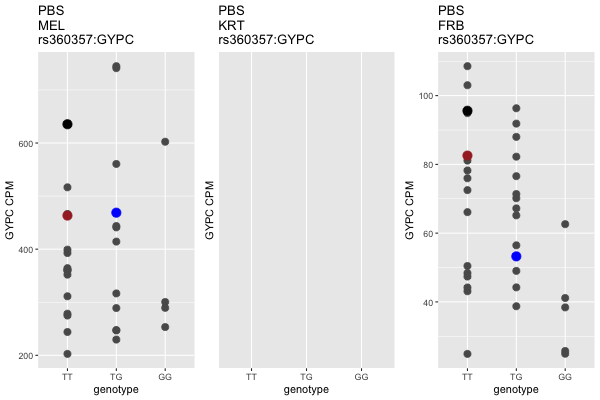 PBS
MEL
rs360357:GYPC
GYPC CPM
600
400
200
TT
TG
GG
genotype
PBS
KRT
rs360357:GYPC
GYPC CPM
TT
TG
GG
genotype
PBS
FRB
rs360357:GYPC
GYPC CPM
100
80
60
40
TT
TG
GG
genotype